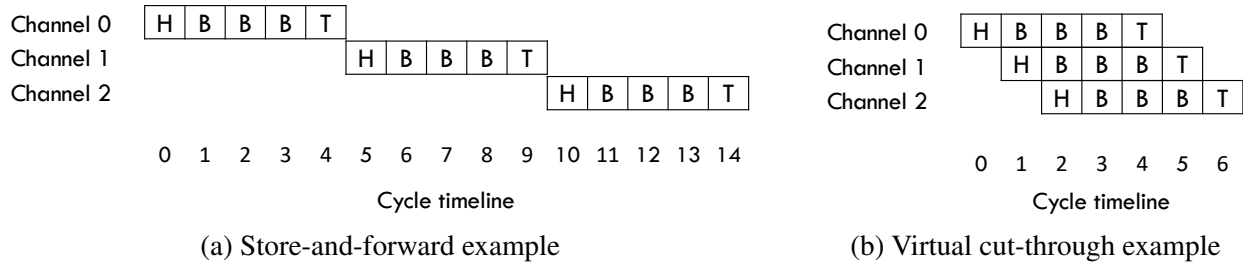 Channel 0 H B B B T
Channel 1 H B B B T
Channel 2 H B B B T
0 1 2 3 4 5 6 7 8 9 10 11 12 13 14
Cycle timeline
(a) Store-and-forward example
Channel 0 H B B B T
Channel 1 H B B B T
Channel 2 H B B B T
0 1 2 3 4 5 6
Cycle timeline
(b) Virtual cut-through example